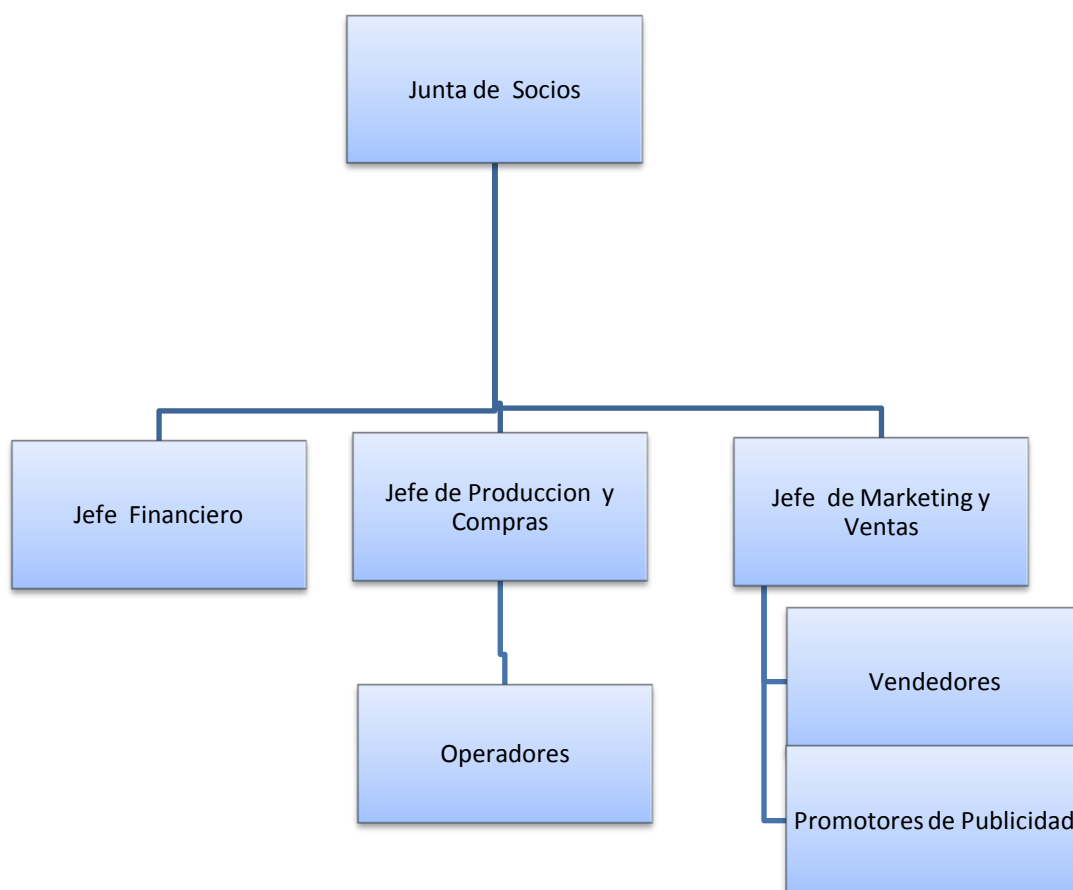 Junta de Socios
Jefe Financiero
Jefe de Produccion y
Compras
Jefe de Marketing y
Ventas
Operadores
Vendedores
Promotores de Publicidad